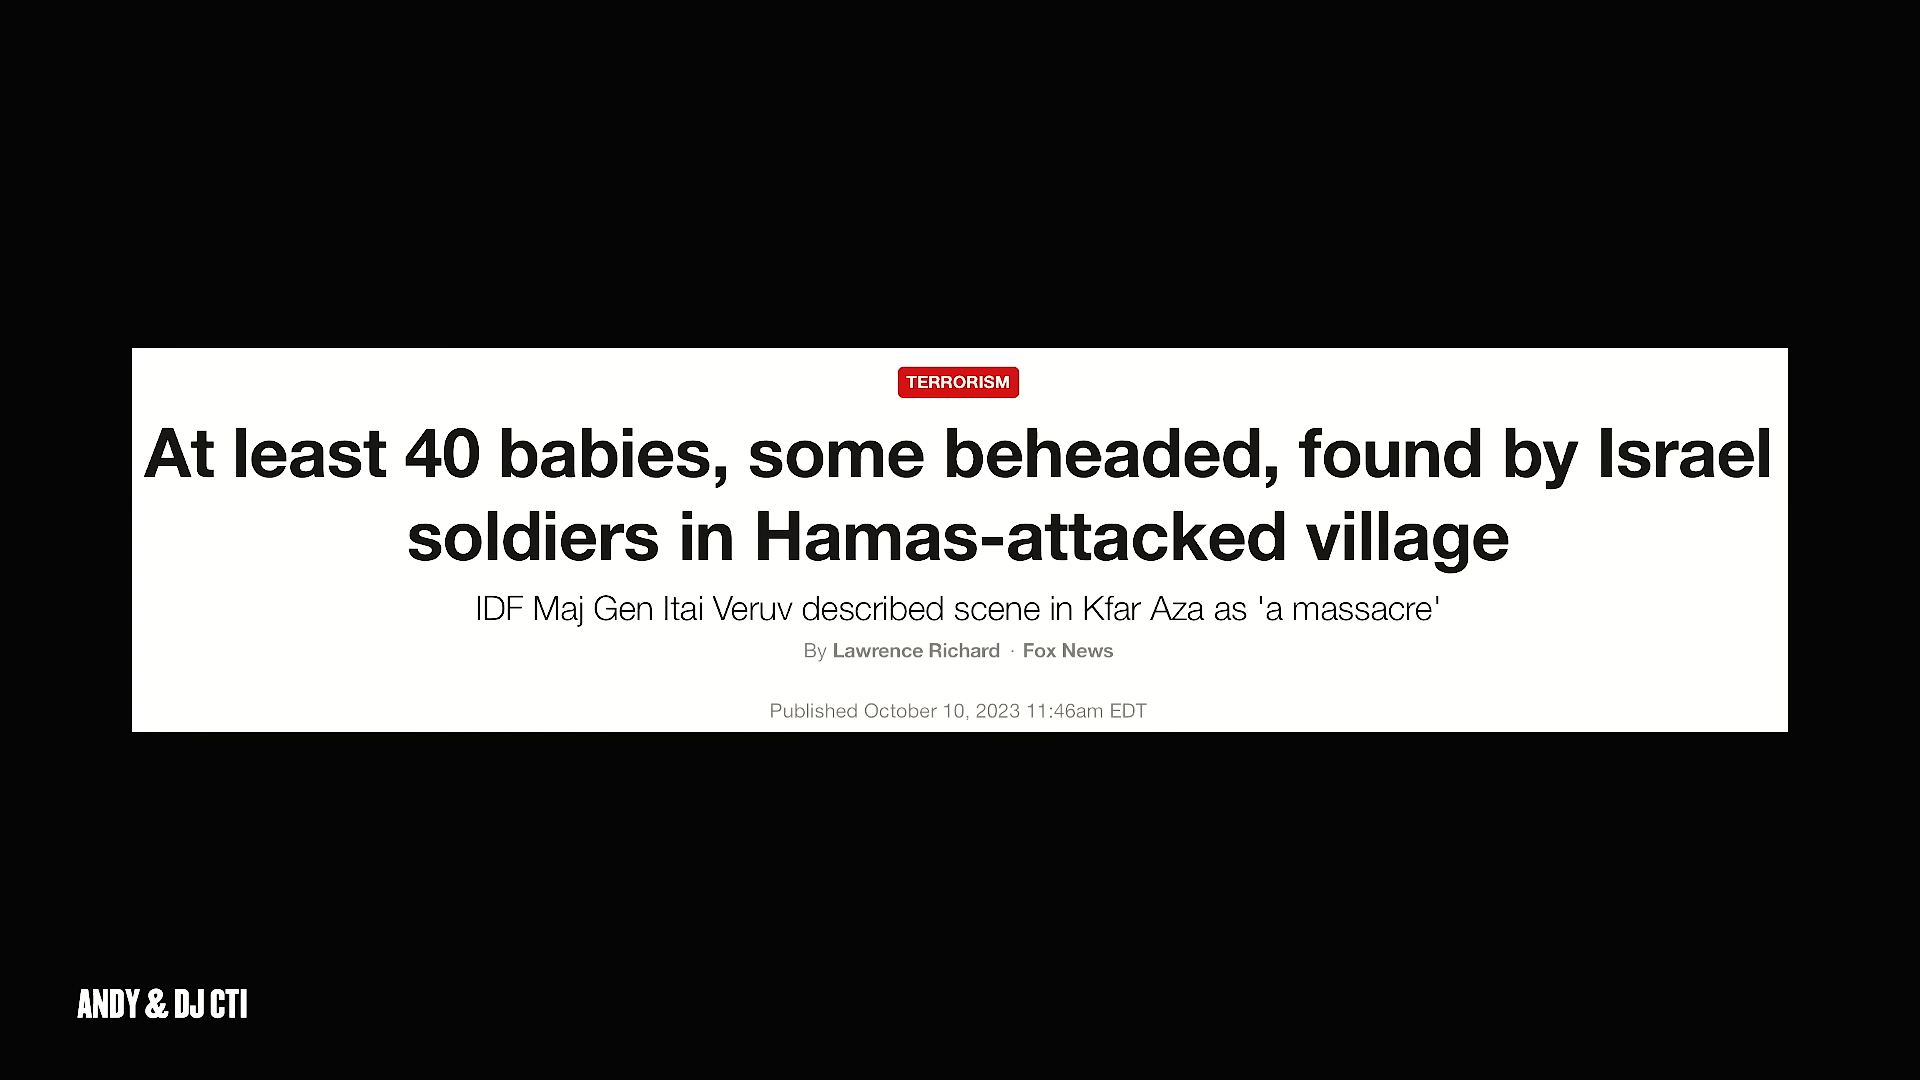 TERRORISM
At least 40 babies, some beheaded, found by Israel
soldiers in Hamas-attacked village
IDF Maj Gen Itai Veruv described scene in Kfar Aza as 'a massacre'
By Lawrence Richard · Fox News
Published October 10, 2023 11:46am EDT
ANDY & DJ CTI